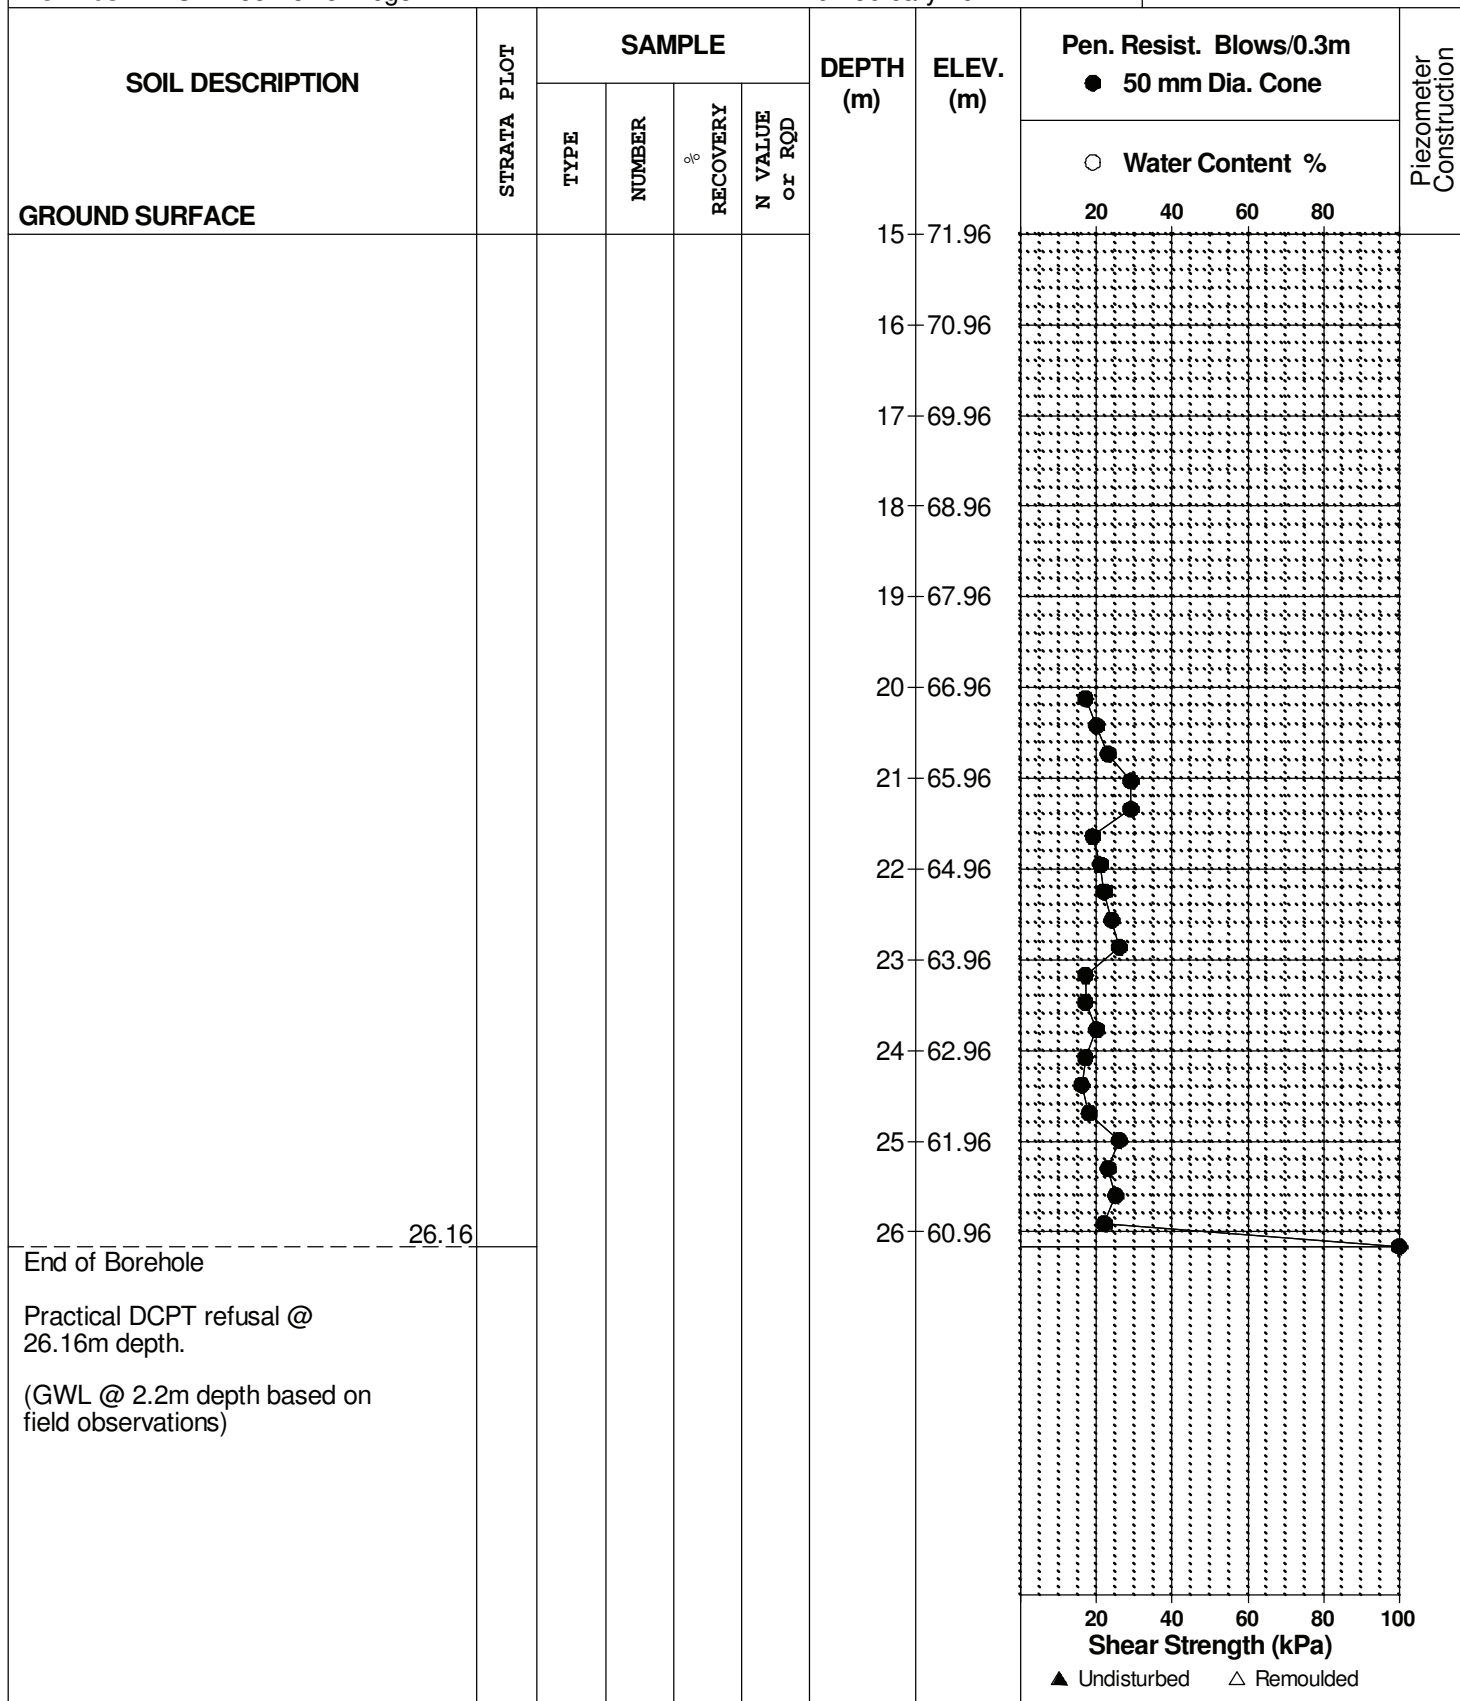 SOIL DESCRIPTION
GROUND SURFACE
STRATA PLOT
SAMPLE
TYPE
NUMBER
%
RECOVERY
N VALUE
or RQD
DEPTH
(m)
ELEV.
(m)
Pen. Resist. Blows/0.3m
● 50 mm Dia. Cone
○ Water Content %
20 40 60 80
Piezometer
Construction
15 71.96
16 70.96
17 69.96
18 68.96
19 67.96
20 66.96
21 65.96
22 64.96
23 63.96
24 62.96
25 61.96
26 60.96
26.16
End of Borehole
Practical DCPT refusal @
26.16m depth.
(GWL @ 2.2m depth based on
field observations)
20 40 60 80 100
Shear Strength (kPa)
▲ Undisturbed △ Remoulded